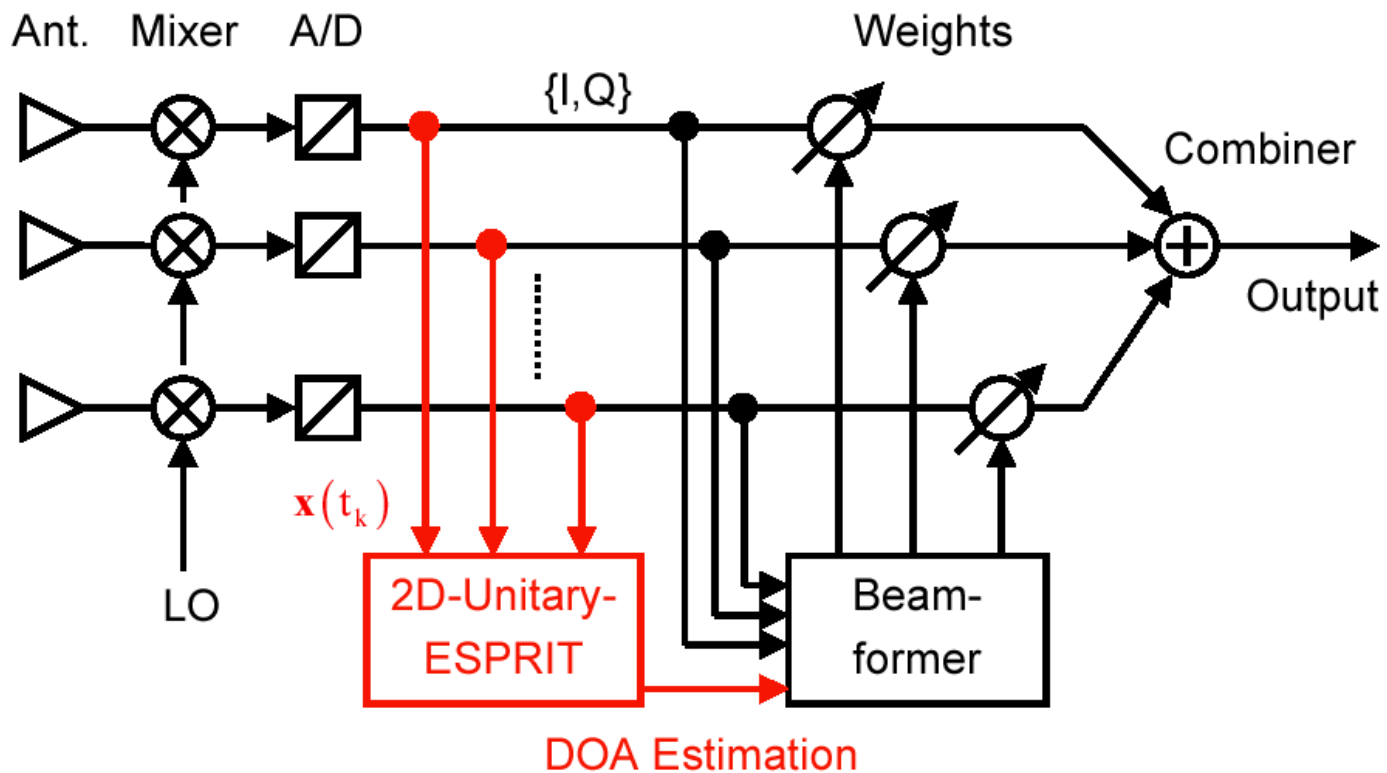 Ant. Mixer A/D Weights
{I,Q}
Combiner
Output
x(tk)
LO
2D-Unitary-
ESPRIT
Beam-
former
DOA Estimation